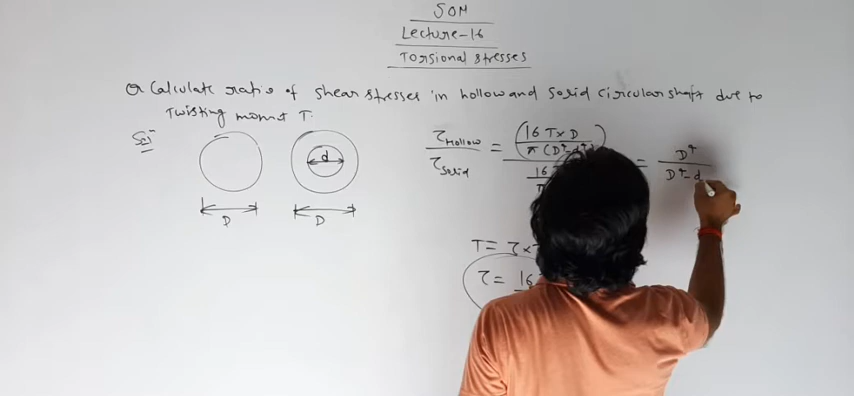 SOM
Lecture-16
Torsional stresses
Q Calculate ratio of shear stresses in hollow and solid circular shaft due to
Twisting moment T.
Sol
d
D
D
τHollow / τSolid = (16 T × D / π (D⁴-d⁴)) / 16 = D⁴ / D⁴-d
T = τ ×
τ = 16